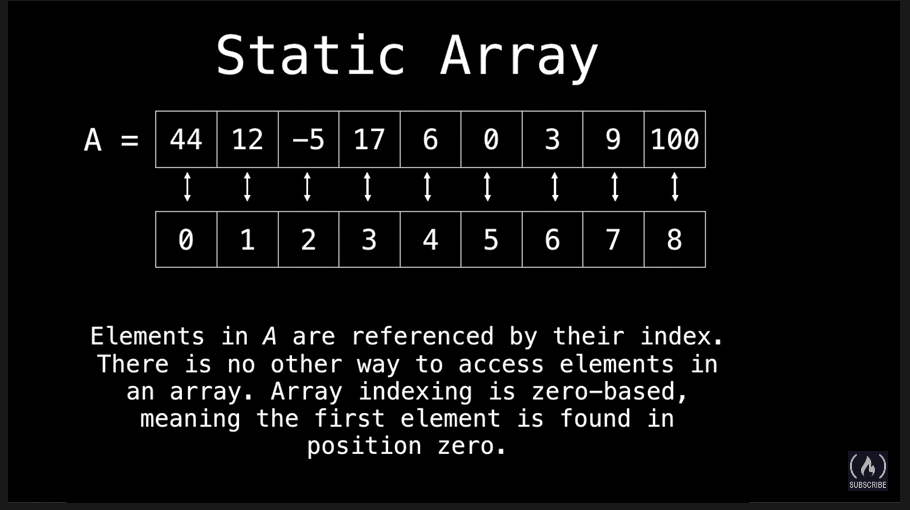 Static Array
A = 44 12 −5 17 6 0 3 9 100
0 1 2 3 4 5 6 7 8
Elements in A are referenced by their index.
There is no other way to access elements in
an array. Array indexing is zero−based,
meaning the first element is found in
position zero.
SUBSCRIBE